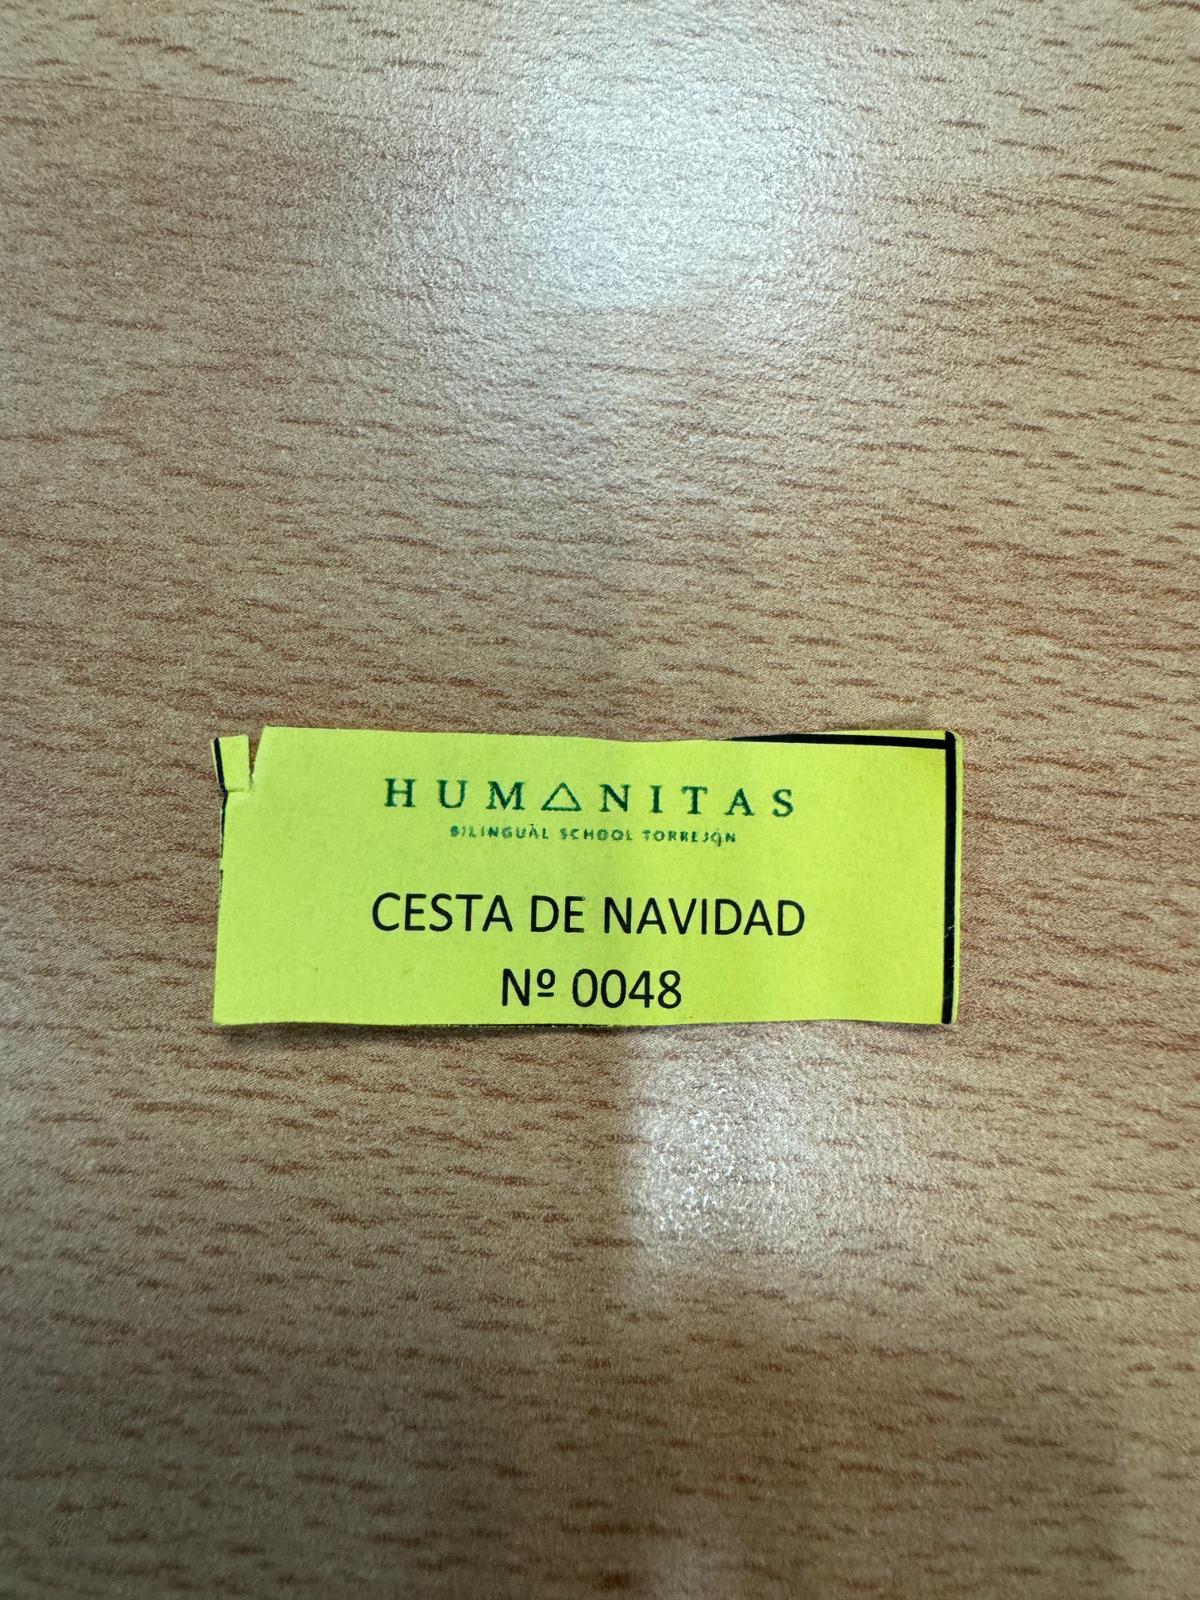 HUMANITAS
BILINGUAL SCHOOL TORREJÓN
CESTA DE NAVIDAD
Nº 0048